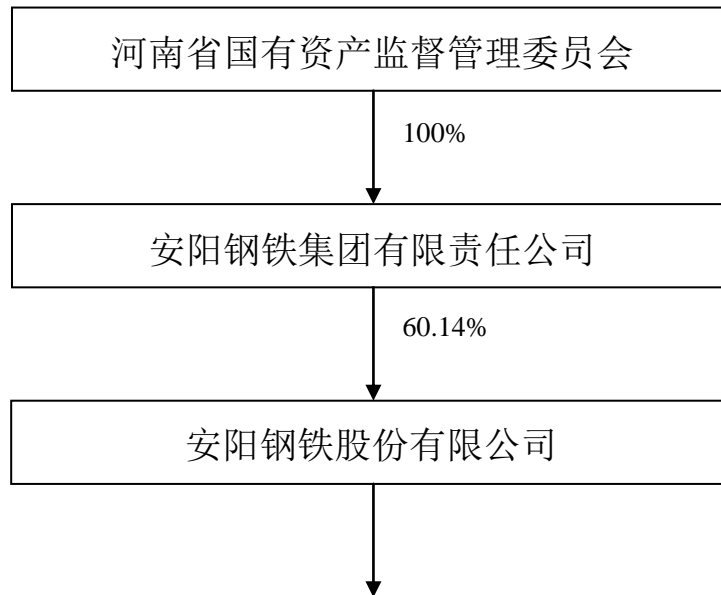 河南省国有资产监督管理委员会
100%
安阳钢铁集团有限责任公司
60.14%
安阳钢铁股份有限公司